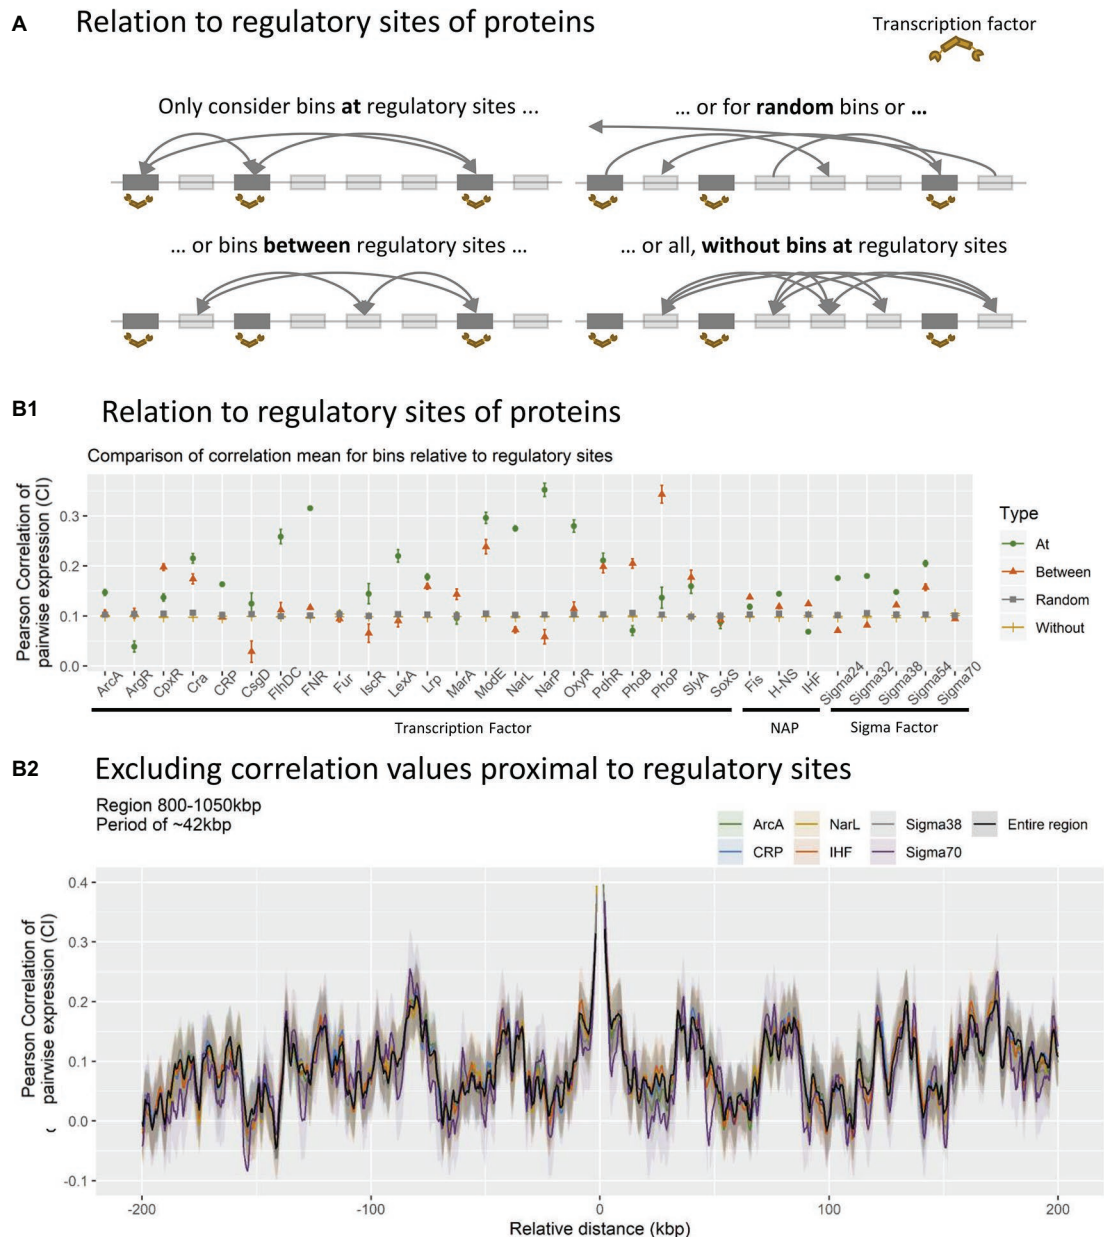 A
Relation to regulatory sites of proteins
Transcription factor
Only consider bins at regulatory sites ...
... or for random bins or ...
... or bins between regulatory sites ...
... or all, without bins at regulatory sites
B1
Relation to regulatory sites of proteins
Comparison of correlation mean for bins relative to regulatory sites
Pearson Correlation of
pairwise expression (CI)
0.3
0.2
0.1
0.0
ArcA
ArgR
CpxR
Cra
CRP
CsgD
FlhDC
FNR
Fur
IscR
LexA
Lrp
MarA
ModE
NarL
NarP
OxyR
PdhR
PhoB
PhoP
SlyA
SoxS
Fis
H-NS
IHF
Sigma24
Sigma32
Sigma38
Sigma54
Sigma70
Transcription Factor
NAP
Sigma Factor
Type
At
Between
Random
Without
B2
Excluding correlation values proximal to regulatory sites
Region 800-1050kbp
Period of ~42kbp
ArcA
NarL
Sigma38
Entire region
CRP
IHF
Sigma70
Pearson Correlation of
pairwise expression (CI)
0.4
0.3
0.2
0.1
0.0
-0.1
-200
-100
0
100
200
Relative distance (kbp)